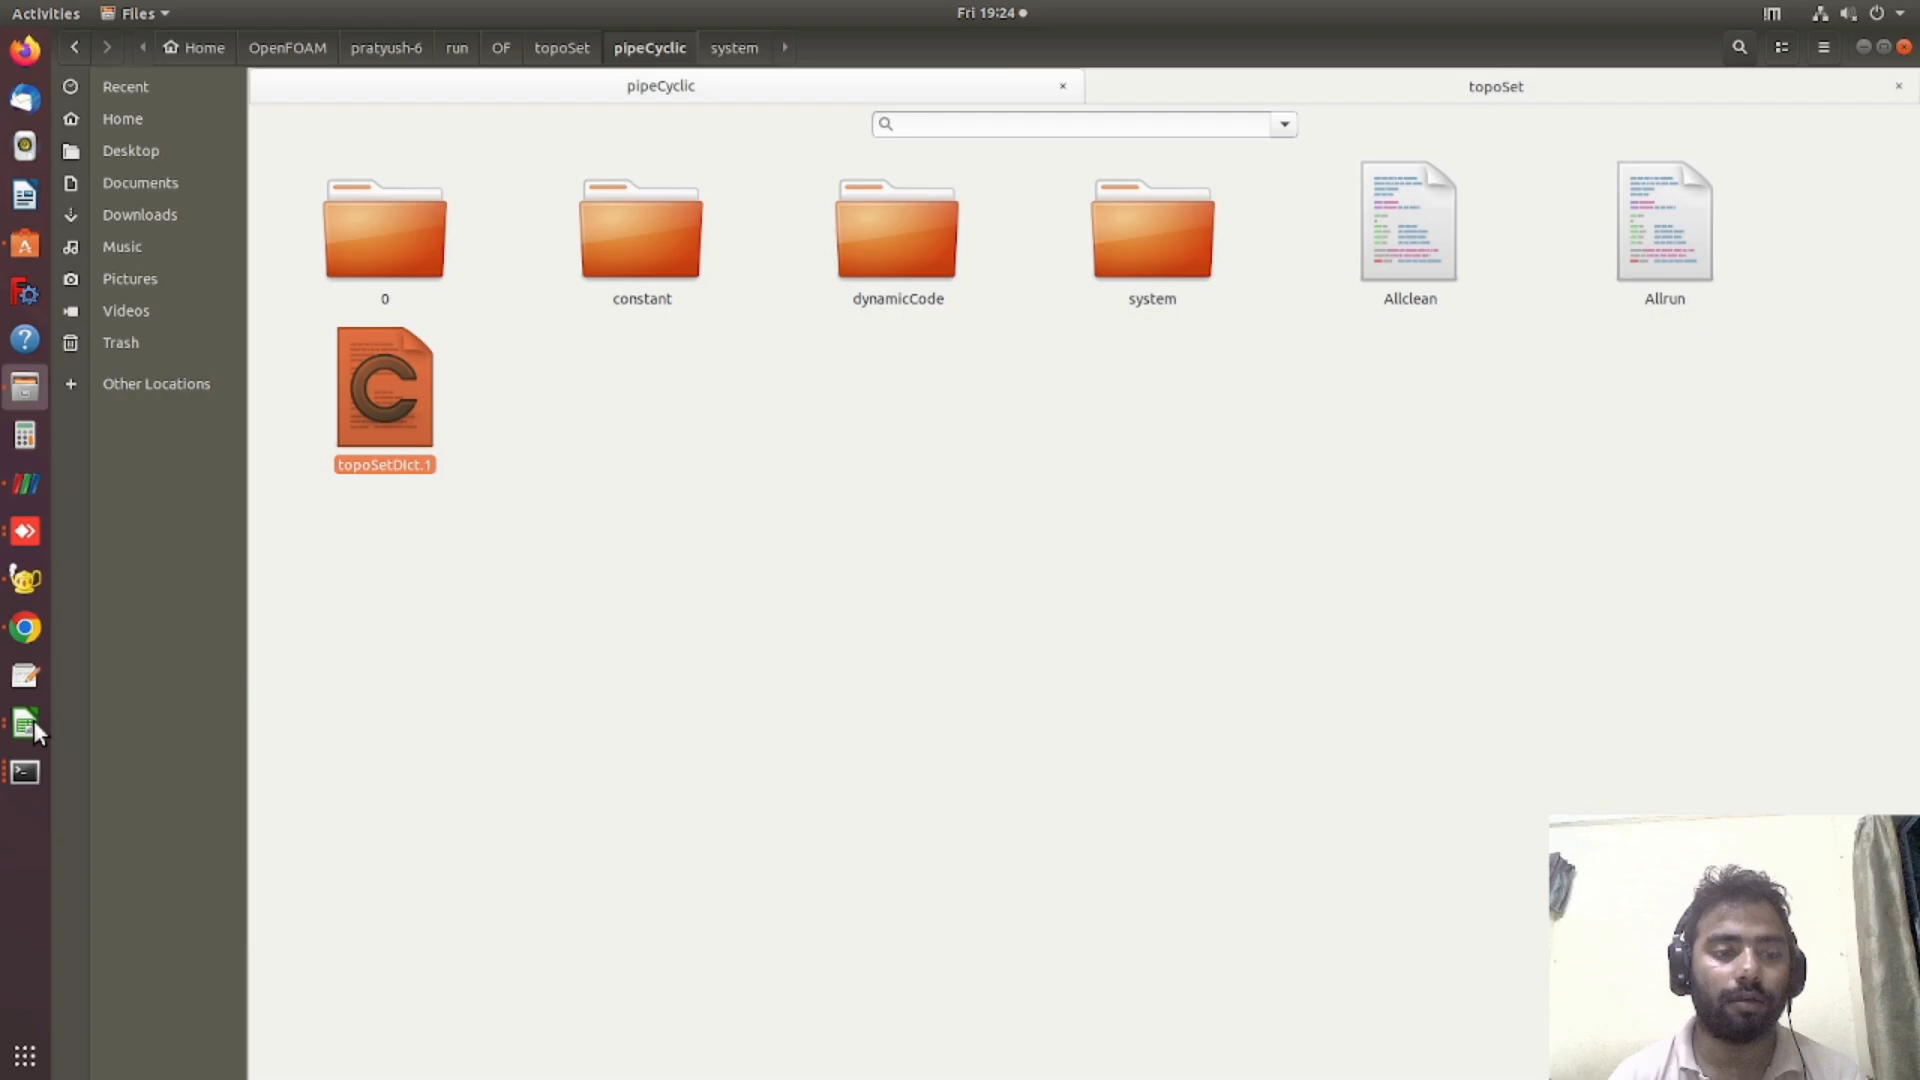 Activities
Files
Fri 19:24
Home
OpenFOAM
pratyush-6
run
OF
topoSet
pipeCyclic
system
pipeCyclic
topoSet
Recent
Home
Desktop
Documents
Downloads
Music
Pictures
Videos
Trash
Other Locations
0
constant
dynamicCode
system
Allclean
Allrun
topoSetDict.1